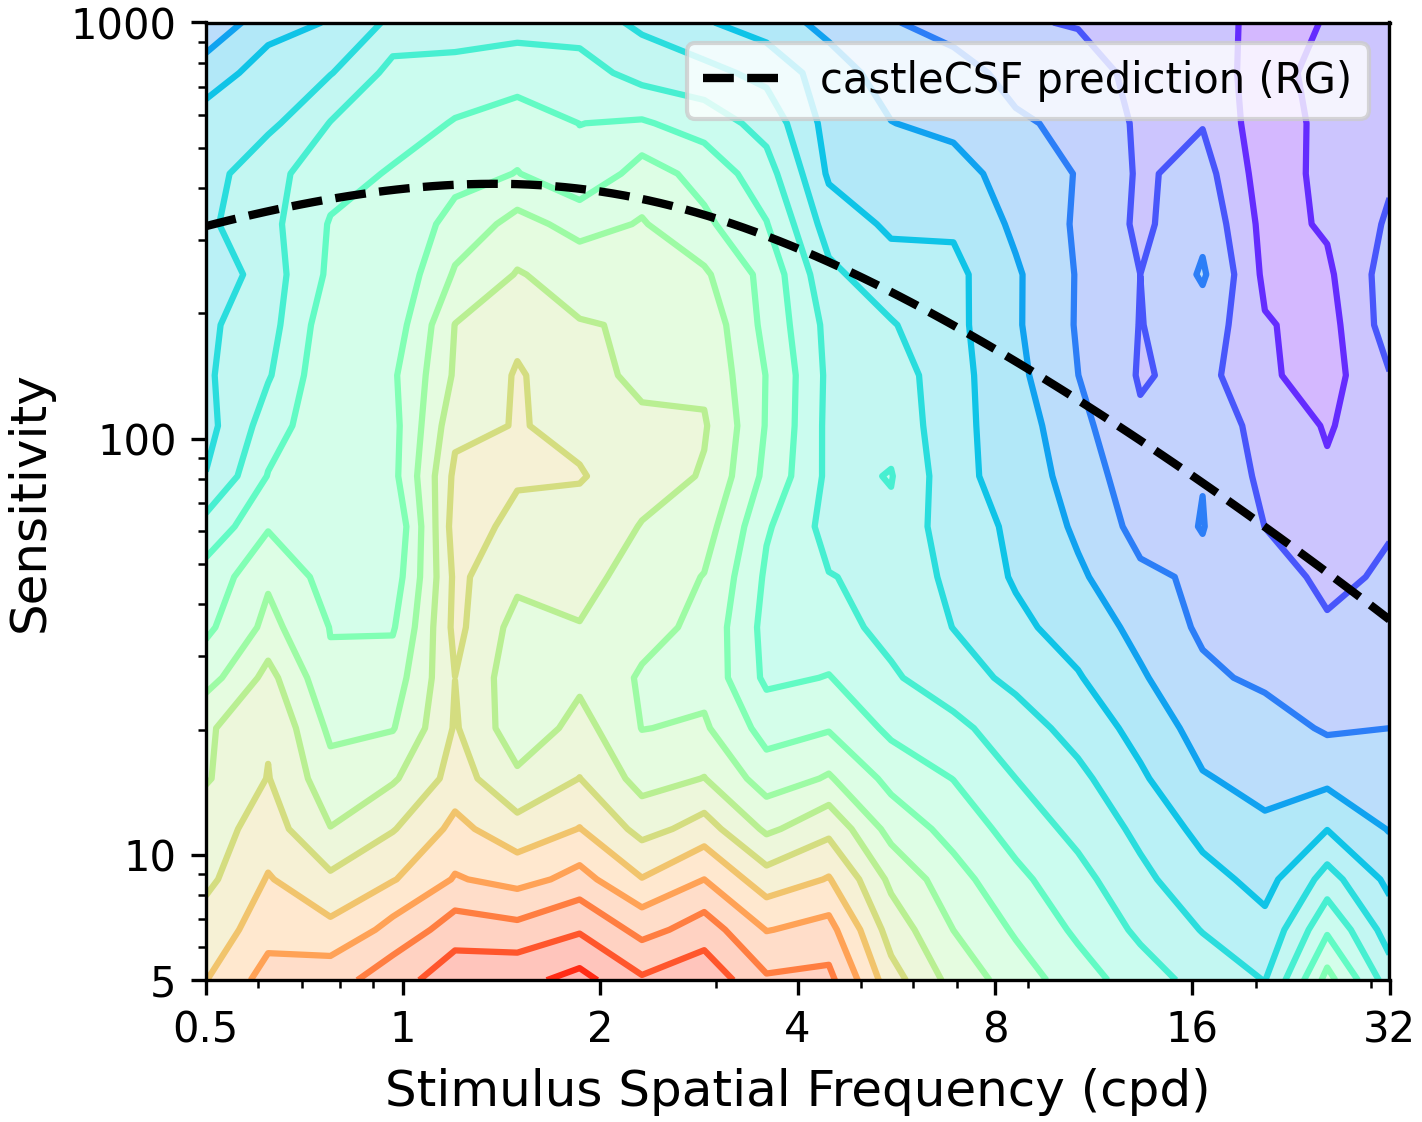 1000
100
10
5
Sensitivity
castleCSF prediction (RG)
0.5 1 2 4 8 16 32
Stimulus Spatial Frequency (cpd)